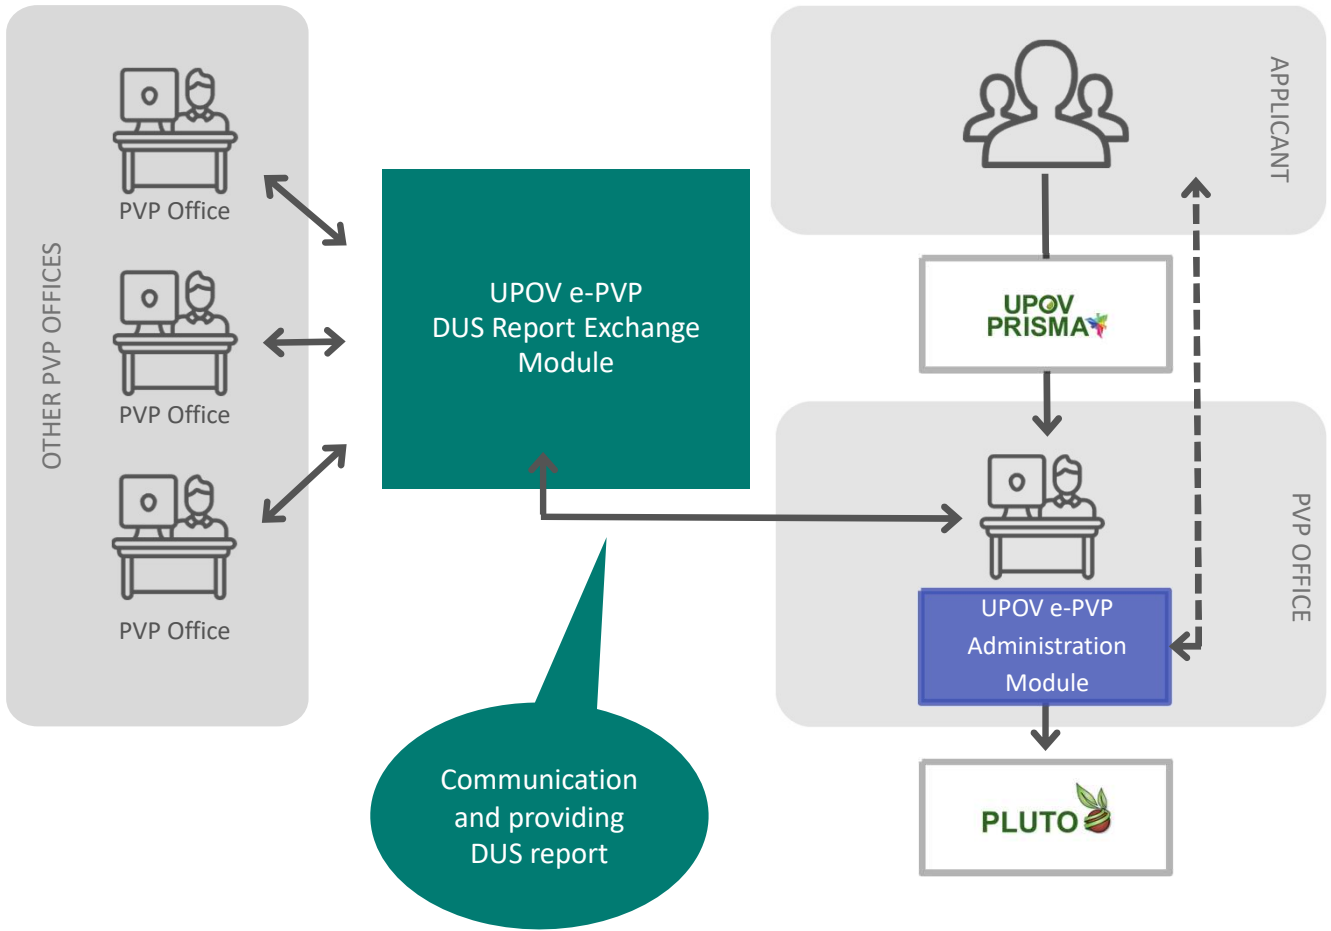 OTHER PVP OFFICES
PVP Office
PVP Office
PVP Office
UPOV e-PVP
DUS Report Exchange
Module
Communication
and providing
DUS report
APPLICANT
UPOV
PRISMA
PVP OFFICE
UPOV e-PVP
Administration
Module
PLUTO